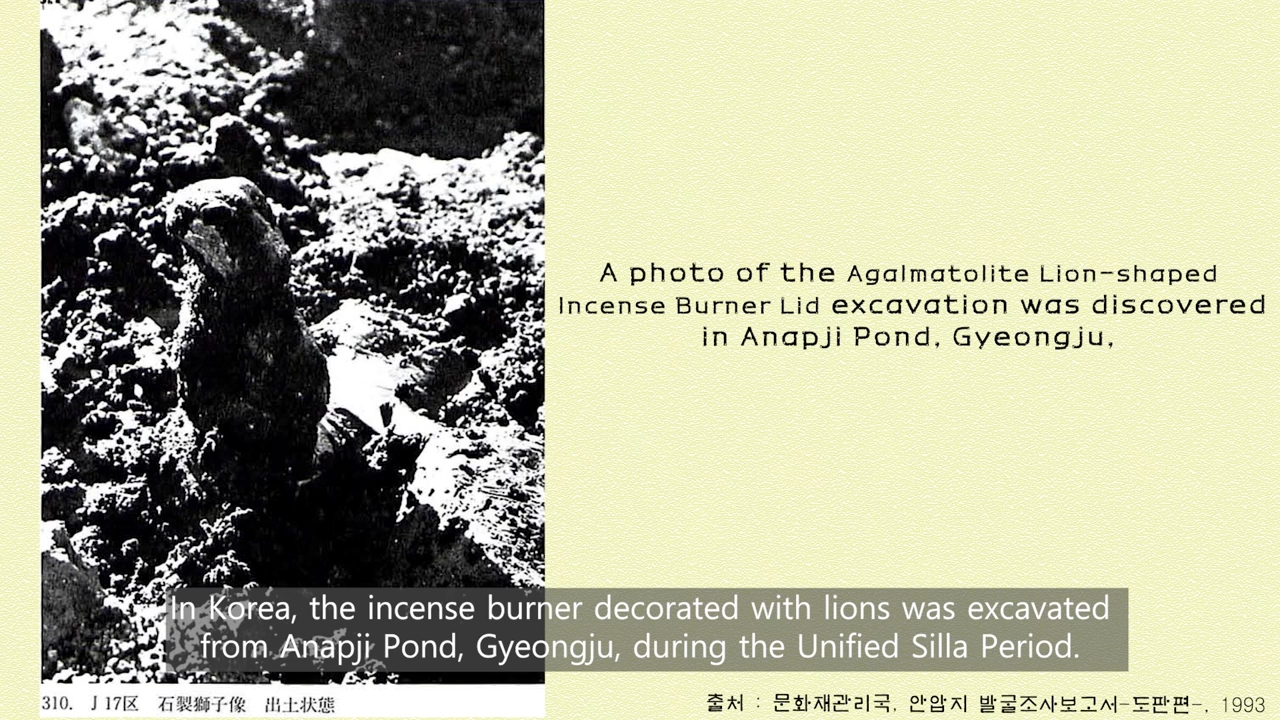 A photo of the Agalmatolite Lion-shaped
Incense Burner Lid excavation was discovered
in Anapji Pond, Gyeongju,
In Korea, the incense burner decorated with lions was excavated
from Anapji Pond, Gyeongju, during the Unified Silla Period.
310. J 17区 石製獅子像 出土狀態
출처 : 문화재관리국, 안압지 발굴조사보고서-도판편-, 1993